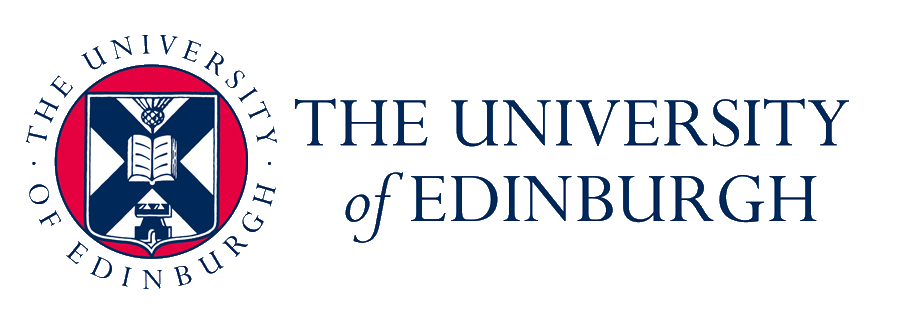 THE UNIVERSITY
OF EDINBURGH
THE UNIVERSITY
of EDINBURGH